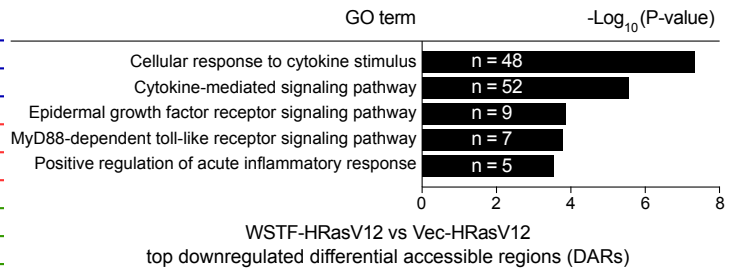 GO term -Log10(P-value)
Cellular response to cytokine stimulus n = 48
Cytokine-mediated signaling pathway n = 52
Epidermal growth factor receptor signaling pathway n = 9
MyD88-dependent toll-like receptor signaling pathway n = 7
Positive regulation of acute inflammatory response n = 5
0 2 4 6 8
WSTF-HRasV12 vs Vec-HRasV12
top downregulated differential accessible regions (DARs)